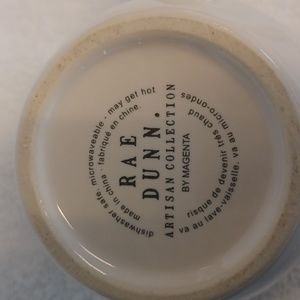 dishwasher safe · microwaveable - may get hot
made in china · fabriqué en chine.
RAE
DUNN.
ARTISAN COLLECTION
BY MAGENTA
risque de devenir très chaud
va au lave-vaisselle. va au micro-ondes